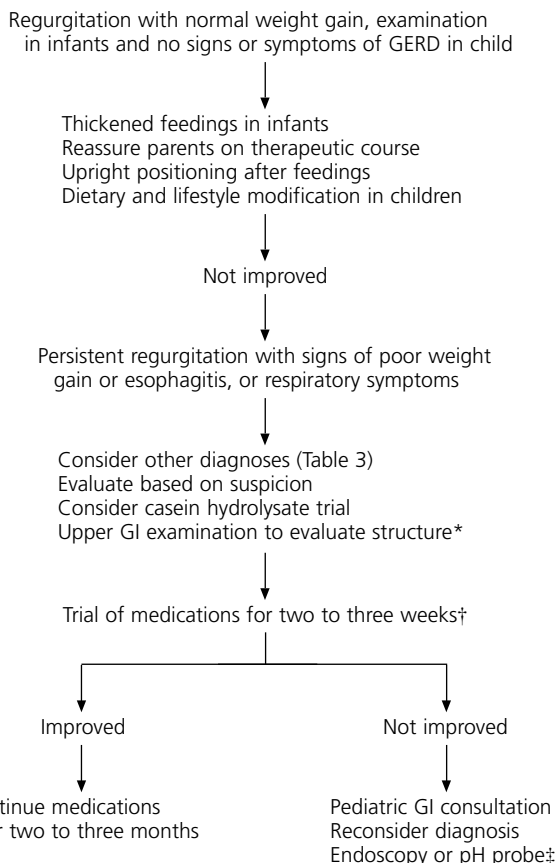 Regurgitation with normal weight gain, examination
in infants and no signs or symptoms of GERD in child
Thickened feedings in infants
Reassure parents on therapeutic course
Upright positioning after feedings
Dietary and lifestyle modification in children
Not improved
Persistent regurgitation with signs of poor weight
gain or esophagitis, or respiratory symptoms
Consider other diagnoses (Table 3)
Evaluate based on suspicion
Consider casein hydrolysate trial
Upper GI examination to evaluate structure*
Trial of medications for two to three weeks†
Improved
Not improved
tinue medications
r two to three months
Pediatric GI consultation
Reconsider diagnosis
Endoscopy or pH probe‡